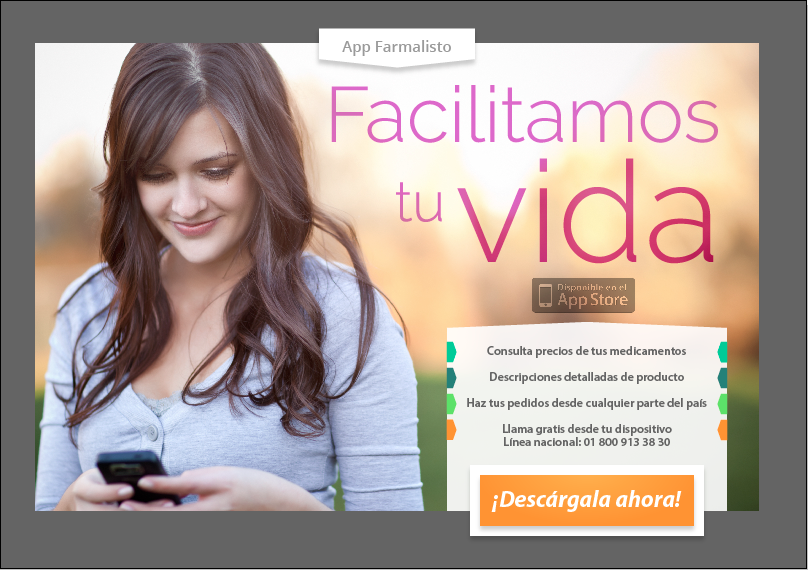 App Farmalisto
Facilitamos
tu vida
Disponible en el
App Store
Consulta precios de tus medicamentos
Descripciones detalladas de producto
Haz tus pedidos desde cualquier parte del país
Llama gratis desde tu dispositivo
Línea nacional: 01 800 913 38 30
¡Descárgala ahora!